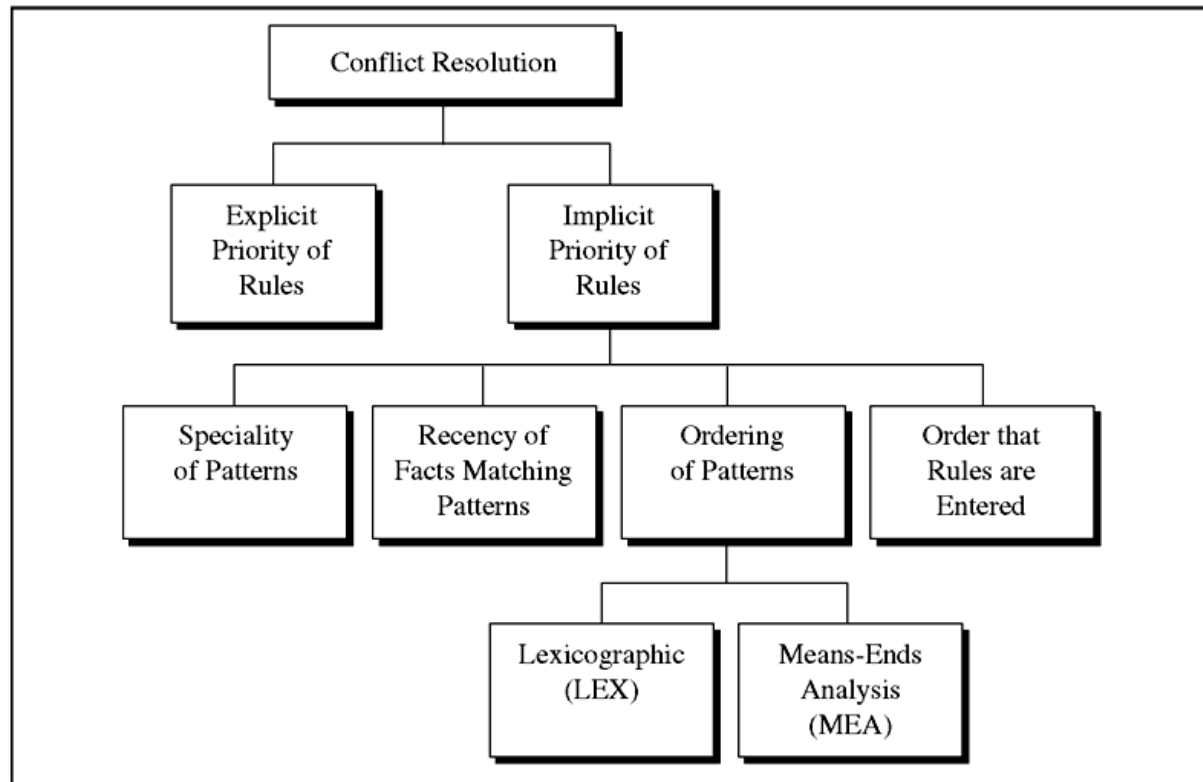 Conflict Resolution
Explicit
Priority of
Rules
Implicit
Priority of
Rules
Speciality
of Patterns
Recency of
Facts Matching
Patterns
Ordering
of Patterns
Order that
Rules are
Entered
Lexicographic
(LEX)
Means-Ends
Analysis
(MEA)